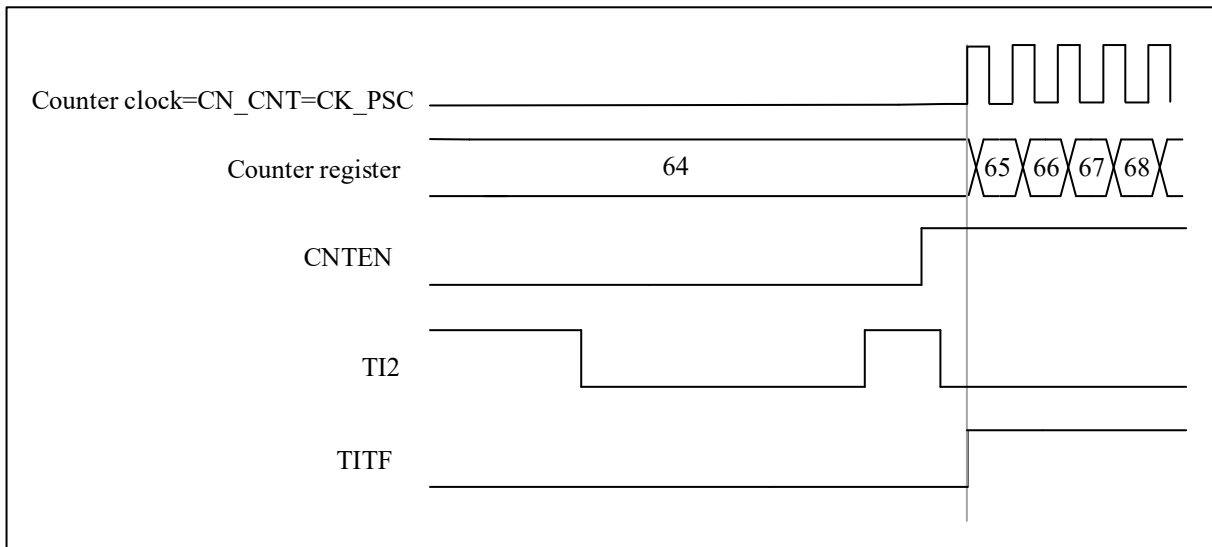 Counter clock=CN_CNT=CK_PSC
Counter register
64
65
66
67
68
CNTEN
TI2
TITF